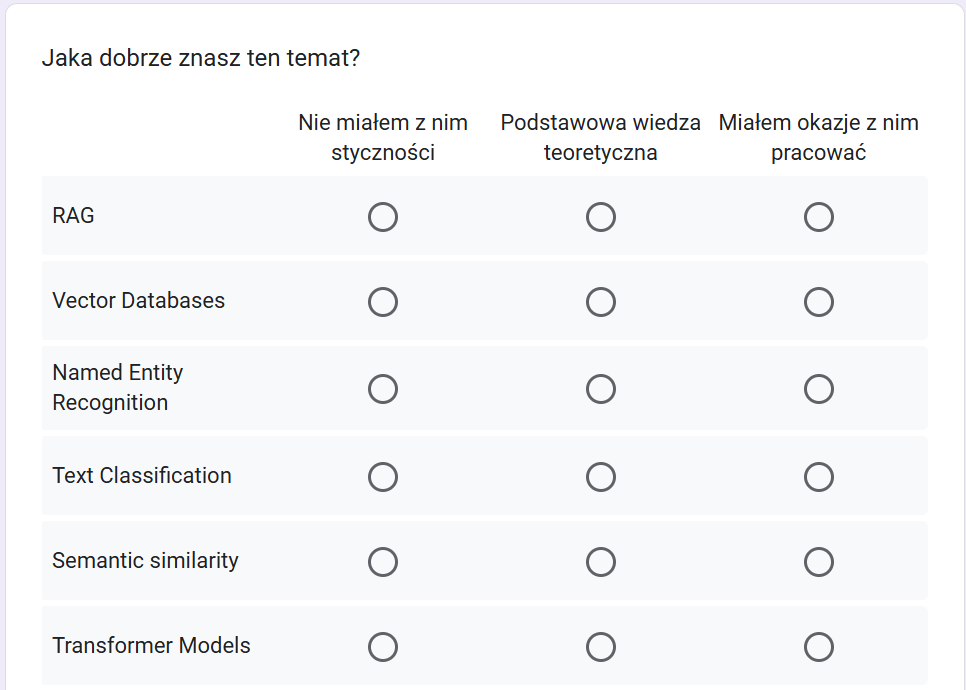 Jaka dobrze znasz ten temat?
Nie miałem z nim styczności
Podstawowa wiedza teoretyczna
Miałem okazje z nim pracować
RAG
Vector Databases
Named Entity
Recognition
Text Classification
Semantic similarity
Transformer Models